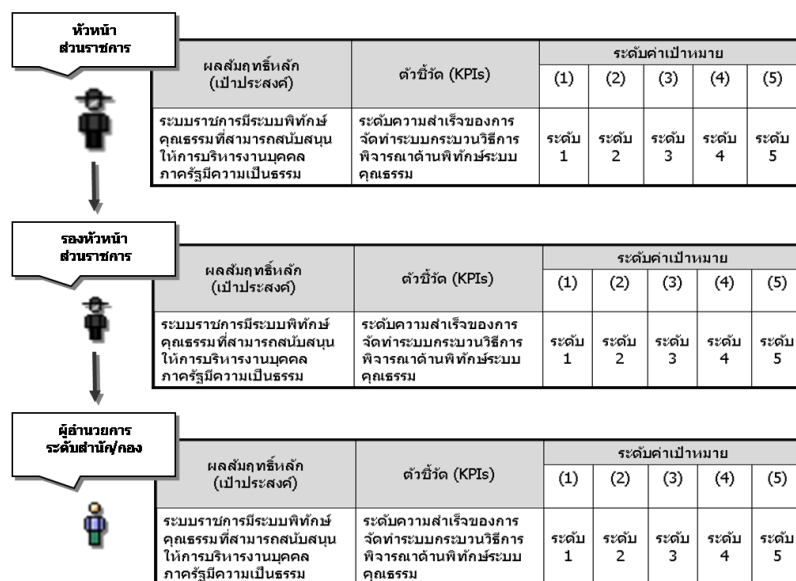 หัวหน้า
ส่วนราชการ
ผลสัมฤทธิ์หลัก
(เป้าประสงค์)
ตัวชี้วัด (KPIs)
ระดับค่าเป้าหมาย
(1) (2) (3) (4) (5)
ระบบราชการมีระบบพิทักษ์
คุณธรรมที่สามารถสนับสนุน
ให้การบริหารงานบุคคล
ภาครัฐมีความเป็นธรรม
ระดับความสำเร็จของการ
จัดทำระบบกระบวนวิธีการ
พิจารณาด้านพิทักษ์ระบบ
คุณธรรม
ระดับ ระดับ ระดับ ระดับ ระดับ
1 2 3 4 5
รองหัวหน้า
ส่วนราชการ
ผลสัมฤทธิ์หลัก
(เป้าประสงค์)
ตัวชี้วัด (KPIs)
ระดับค่าเป้าหมาย
(1) (2) (3) (4) (5)
ระบบราชการมีระบบพิทักษ์
คุณธรรมที่สามารถสนับสนุน
ให้การบริหารงานบุคคล
ภาครัฐมีความเป็นธรรม
ระดับความสำเร็จของการ
จัดทำระบบกระบวนวิธีการ
พิจารณาด้านพิทักษ์ระบบ
คุณธรรม
ระดับ ระดับ ระดับ ระดับ ระดับ
1 2 3 4 5
ผู้อำนวยการ
ระดับสำนัก/กอง
ผลสัมฤทธิ์หลัก
(เป้าประสงค์)
ตัวชี้วัด (KPIs)
ระดับค่าเป้าหมาย
(1) (2) (3) (4) (5)
ระบบราชการมีระบบพิทักษ์
คุณธรรมที่สามารถสนับสนุน
ให้การบริหารงานบุคคล
ภาครัฐมีความเป็นธรรม
ระดับความสำเร็จของการ
จัดทำระบบกระบวนวิธีการ
พิจารณาด้านพิทักษ์ระบบ
คุณธรรม
ระดับ ระดับ ระดับ ระดับ ระดับ
1 2 3 4 5